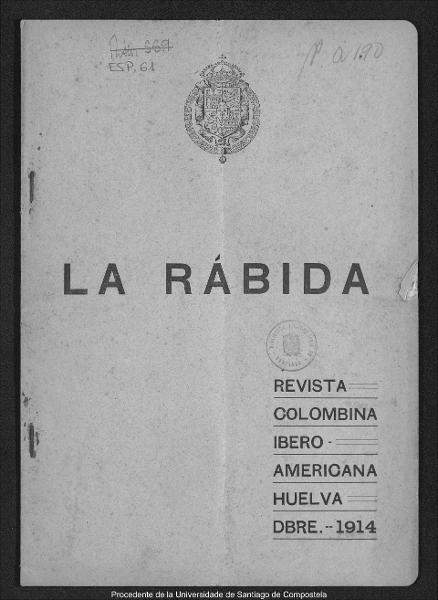 ESP. 61
LA RÁBIDA
REVISTA
COLOMBINA
IBERO-
AMERICANA
HUELVA
DBRE.--1914
Procedente de la Universidade de Santiago de Compostela